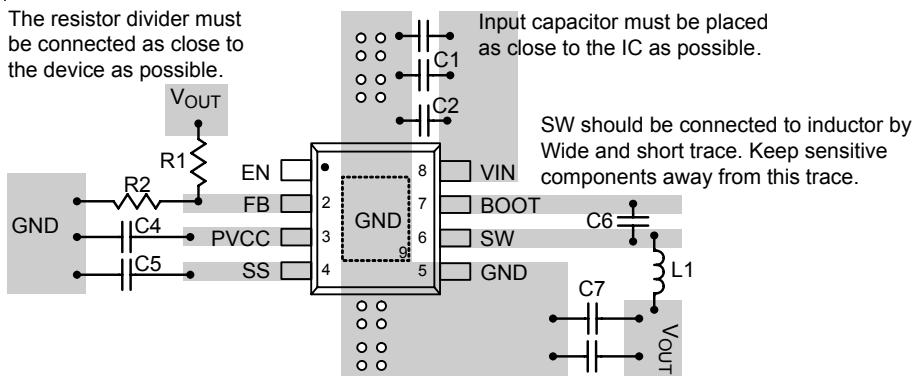 The resistor divider must
be connected as close to
the device as possible.
Input capacitor must be placed
as close to the IC as possible.
C1
C2
VOUT
SW should be connected to inductor by
Wide and short trace. Keep sensitive
components away from this trace.
R1
EN
8
VIN
R2
FB
2
7
BOOT
GND
C4
PVCC
3
GND
6
SW
C6
9
C5
SS
4
5
GND
L1
C7
VOUT